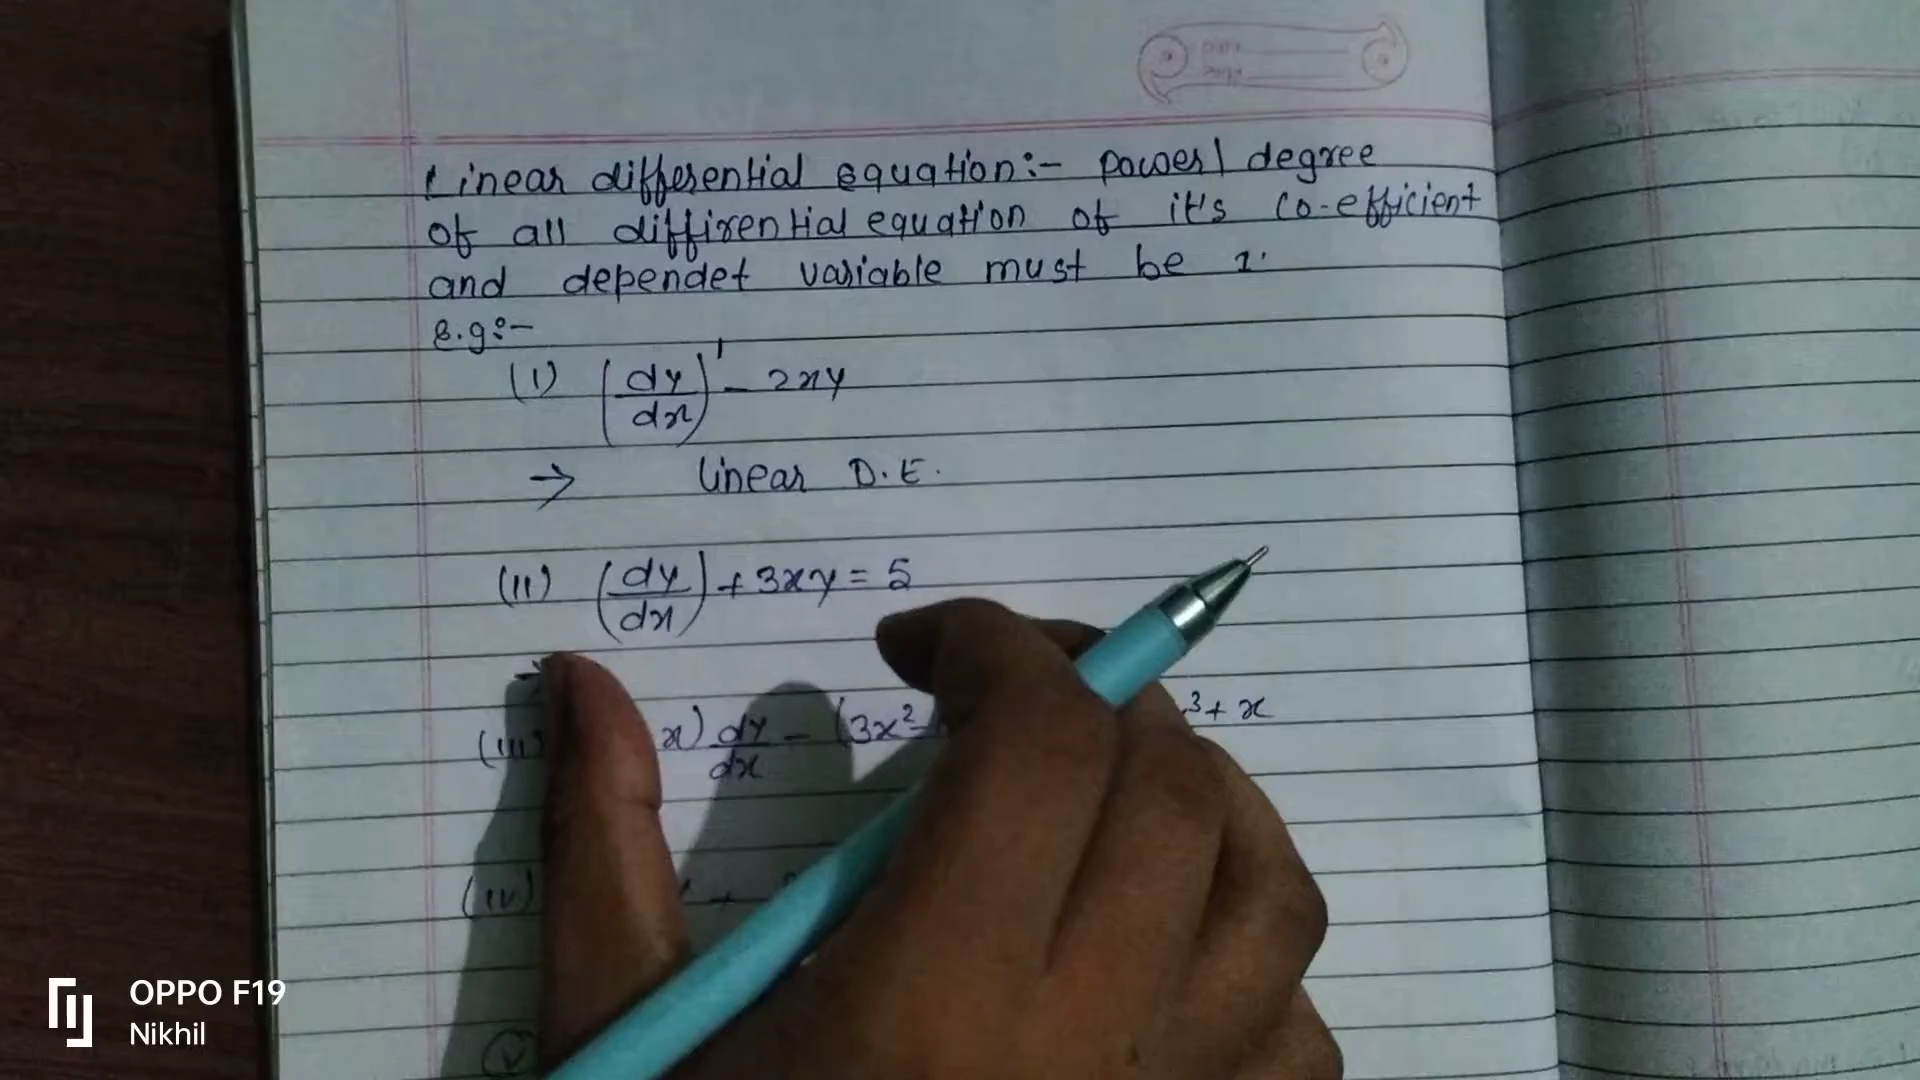 Linear differential equation:- power/ degree
of all diffirential equation of it's co-efficient
and dependet variable must be 1.
e.g:-
(i) (dy/dx)¹ - 2xy
→ linear D.E.
(ii) (dy/dx) + 3xy = 5
(iii) x) dy/dx - (3x² 3 + x
(iv) +
(v)
OPPO F19
Nikhil